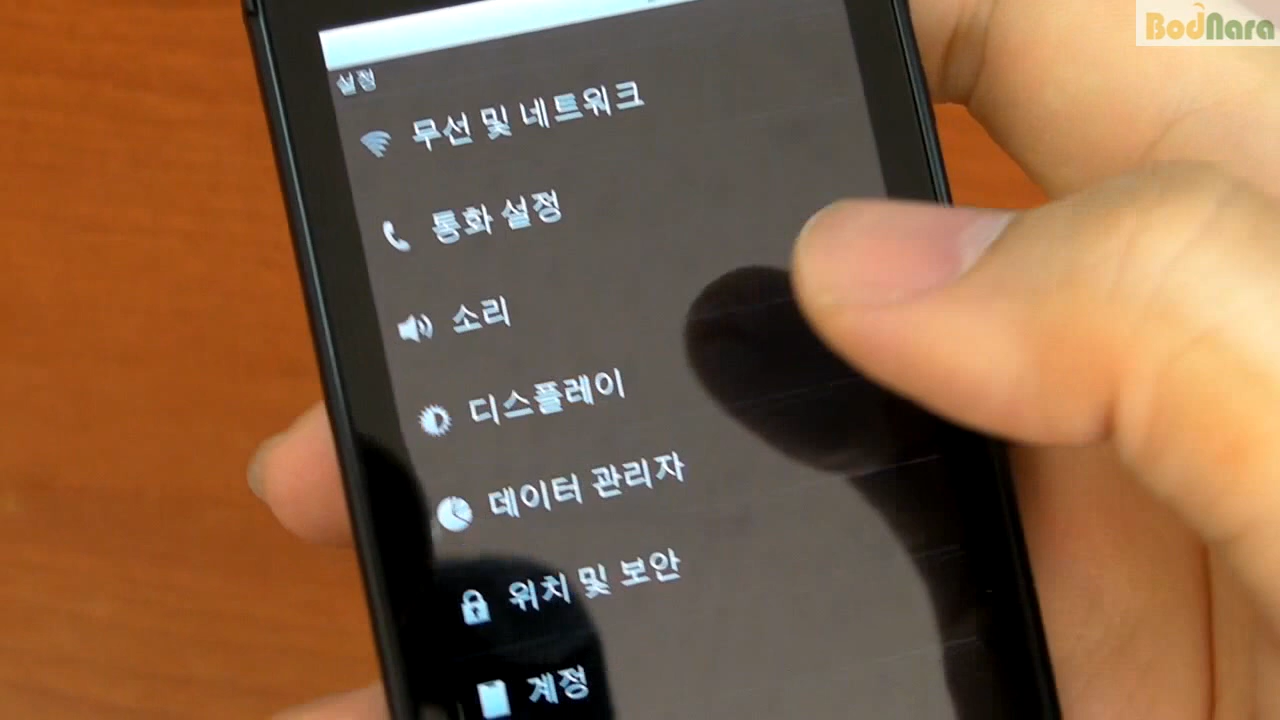 BodNara
설정
무선 및 네트워크
통화 설정
소리
디스플레이
데이터 관리자
위치 및 보안
계정